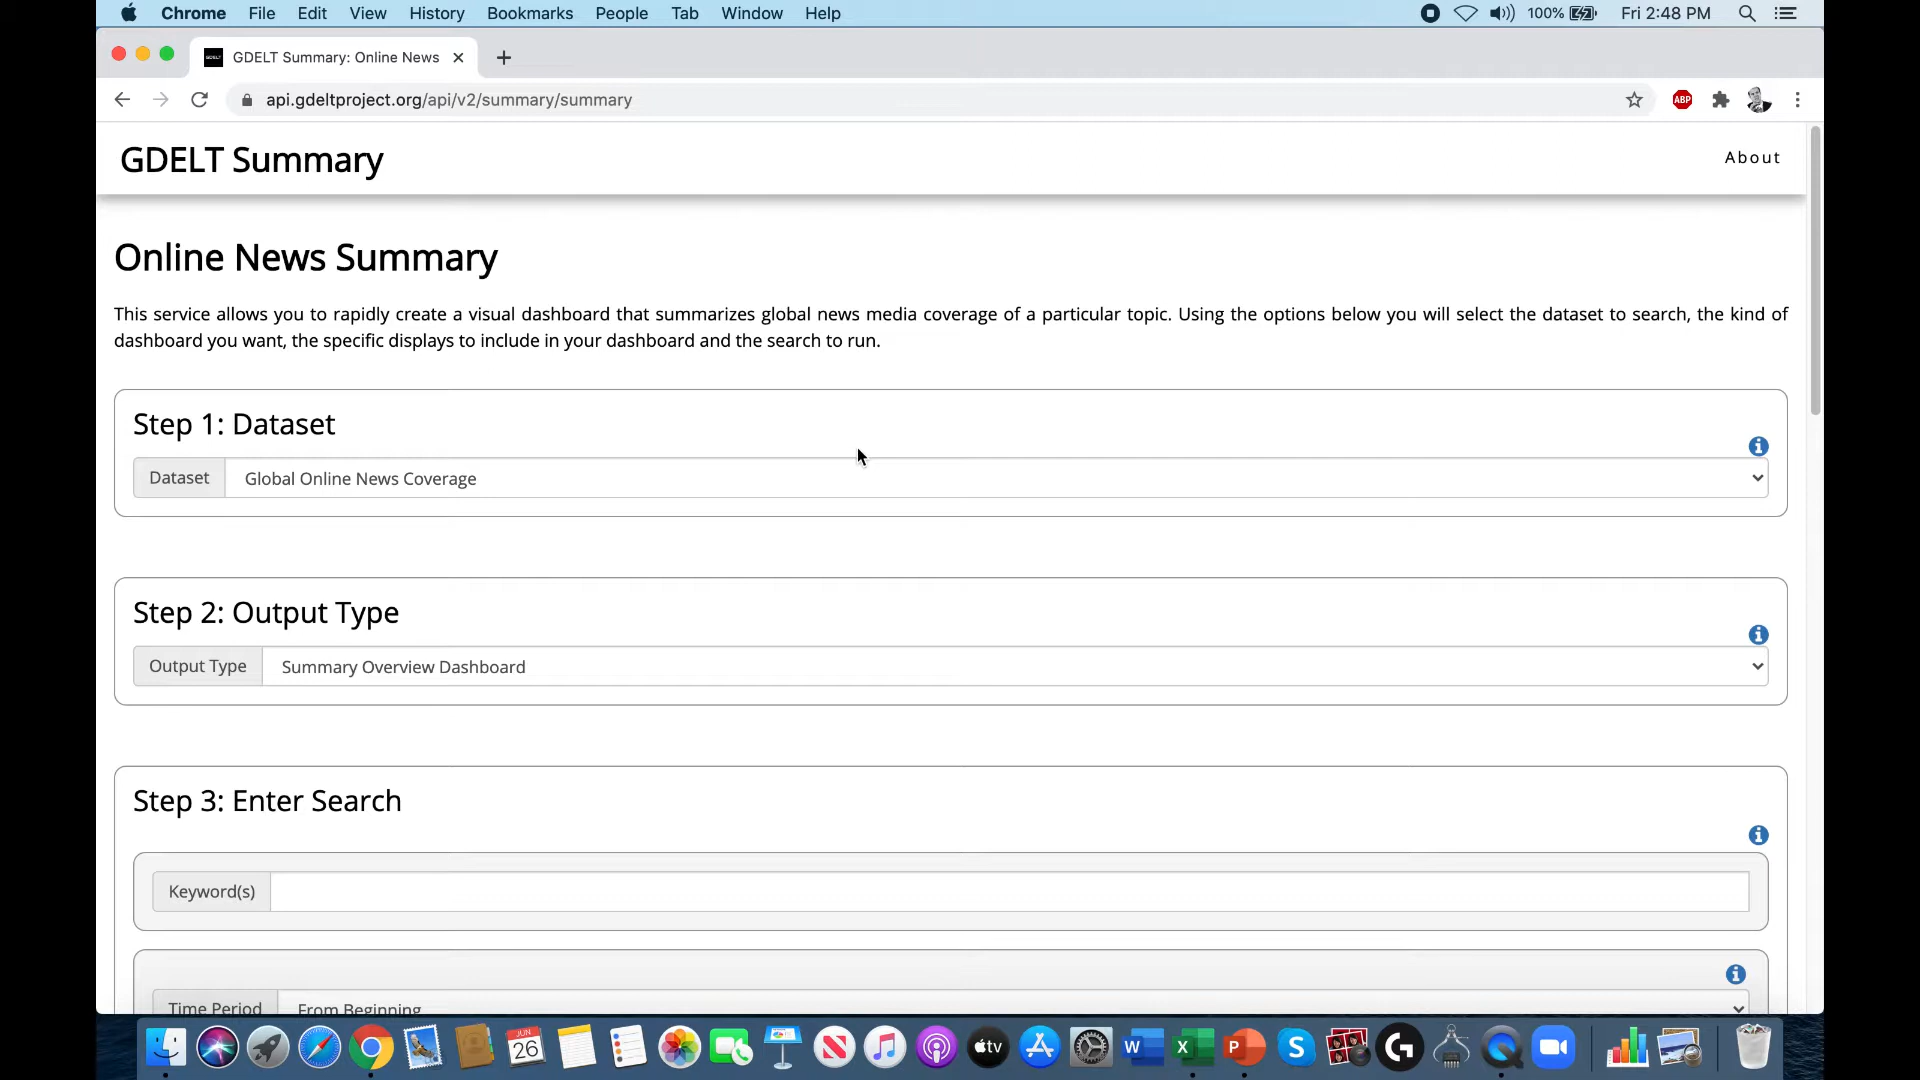 Chrome File Edit View History Bookmarks People Tab Window Help 100% Fri 2:48 PM
GDELT Summary: Online News
api.gdeltproject.org/api/v2/summary/summary
ABP
GDELT Summary
About
Online News Summary
This service allows you to rapidly create a visual dashboard that summarizes global news media coverage of a particular topic. Using the options below you will select the dataset to search, the kind of
dashboard you want, the specific displays to include in your dashboard and the search to run.
Step 1: Dataset
Dataset Global Online News Coverage
Step 2: Output Type
Output Type Summary Overview Dashboard
Step 3: Enter Search
Keyword(s)
Time Period From Beginning
JUN
26
tv
W
X
P
S
G